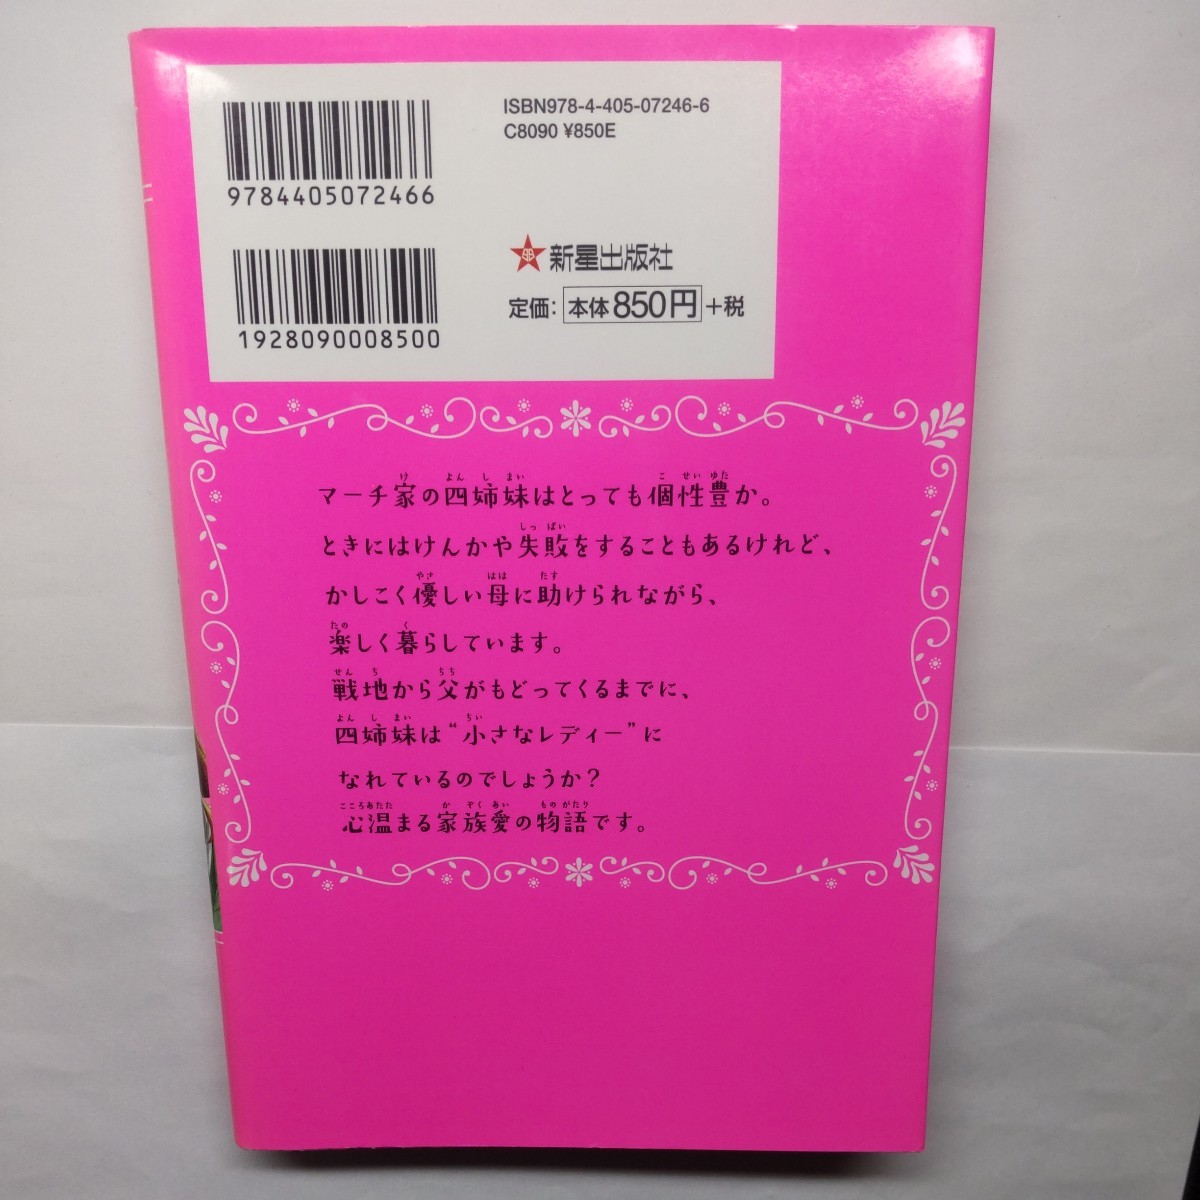 ISBN978-4-405-07246-6
C8090 ¥850E
9784405072466
新星出版社
定価：本体850円+税
1928090008500
マーチ家の四姉妹はとっても個性豊か。
ときにはけんかや失敗をすることもあるけれど、
かしこく優しい母に助けられながら、
楽しく暮らしています。
戦地から父がもどってくるまでに、
四姉妹は“小さなレディー”に
なれているのでしょうか？
心温まる家族愛の物語です。